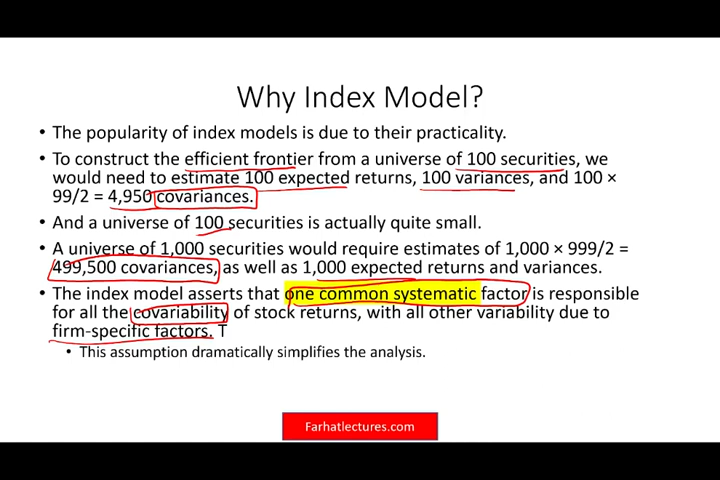 Why Index Model?
• The popularity of index models is due to their practicality.
• To construct the efficient frontier from a universe of 100 securities, we
would need to estimate 100 expected returns, 100 variances, and 100 ×
99/2 = 4,950 covariances.
• And a universe of 100 securities is actually quite small.
• A universe of 1,000 securities would require estimates of 1,000 × 999/2 =
499,500 covariances, as well as 1,000 expected returns and variances.
• The index model asserts that one common systematic factor is responsible
for all the covariability of stock returns, with all other variability due to
firm-specific factors. T
• This assumption dramatically simplifies the analysis.
Farhatlectures.com